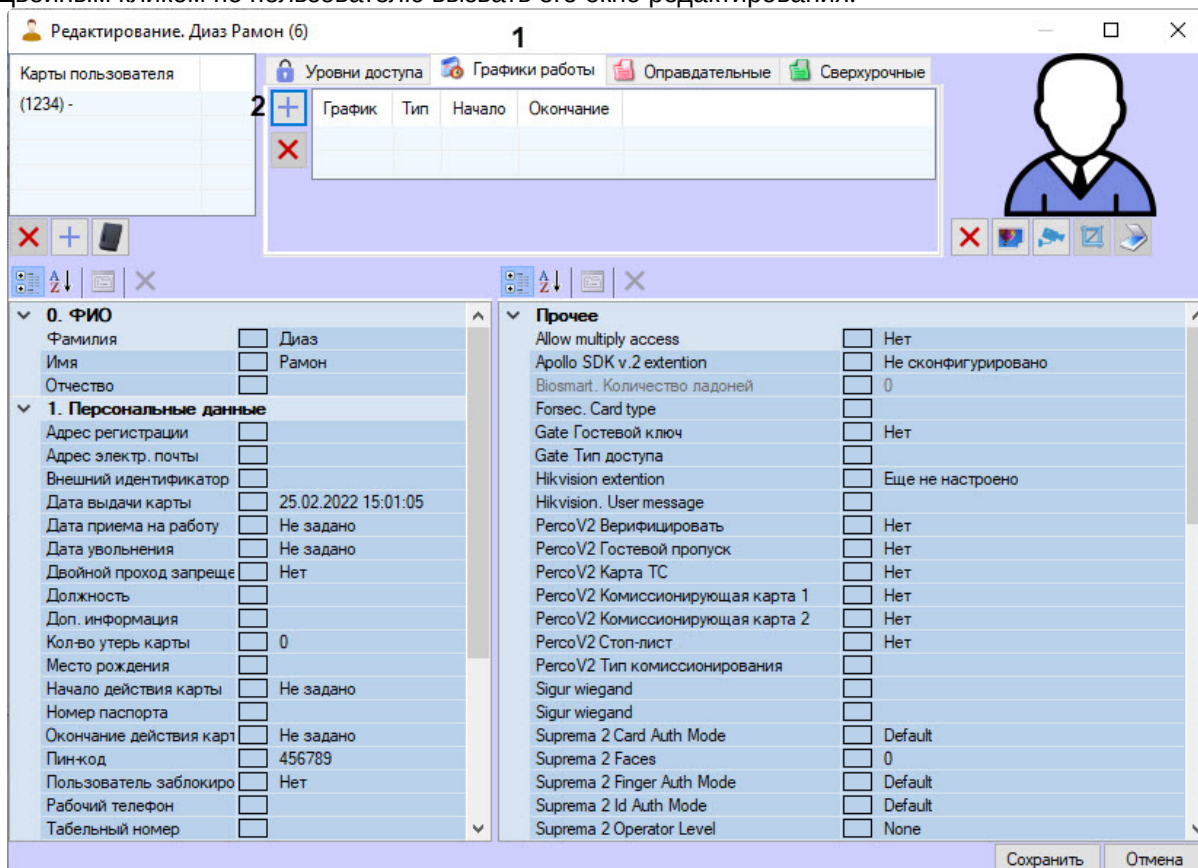 двойным кликом по пользователю вызвать его окно редактирования.
Редактирование. Диаз Рамон (6)
1
Карты пользователя
(1234) -
Уровни доступа
Графики работы
Оправдательные
Сверхурочные
2
График Тип Начало Окончание
0. ФИО
Фамилия Диаз
Имя Рамон
Отчество
1. Персональные данные
Адрес регистрации
Адрес электр. почты
Внешний идентификатор
Дата выдачи карты 25.02.2022 15:01:05
Дата приема на работу Не задано
Дата увольнения Не задано
Двойной проход запреще Нет
Должность
Доп. информация
Кол-во утерь карты 0
Место рождения
Начало действия карты Не задано
Номер паспорта
Окончание действия карт Не задано
Пин-код 456789
Пользователь заблокиро Нет
Рабочий телефон
Табельный номер
Прочее
Allow multiply access Нет
Apollo SDK v.2 extention Не сконфигурировано
Biosmart. Количество ладоней 0
Forsec. Card type
Gate Гостевой ключ Нет
Gate Тип доступа
Hikvision extention Еще не настроено
Hikvision. User message
PercoV2 Верифицировать Нет
PercoV2 Гостевой пропуск Нет
PercoV2 Карта ТС Нет
PercoV2 Комиссионирующая карта 1 Нет
PercoV2 Комиссионирующая карта 2 Нет
PercoV2 Стоп-лист Нет
PercoV2 Тип комиссионирования
Sigur wiegand
Sigur wiegand
Suprema 2 Card Auth Mode Default
Suprema 2 Faces 0
Suprema 2 Finger Auth Mode Default
Suprema 2 Id Auth Mode Default
Suprema 2 Operator Level None
Сохранить Отмена